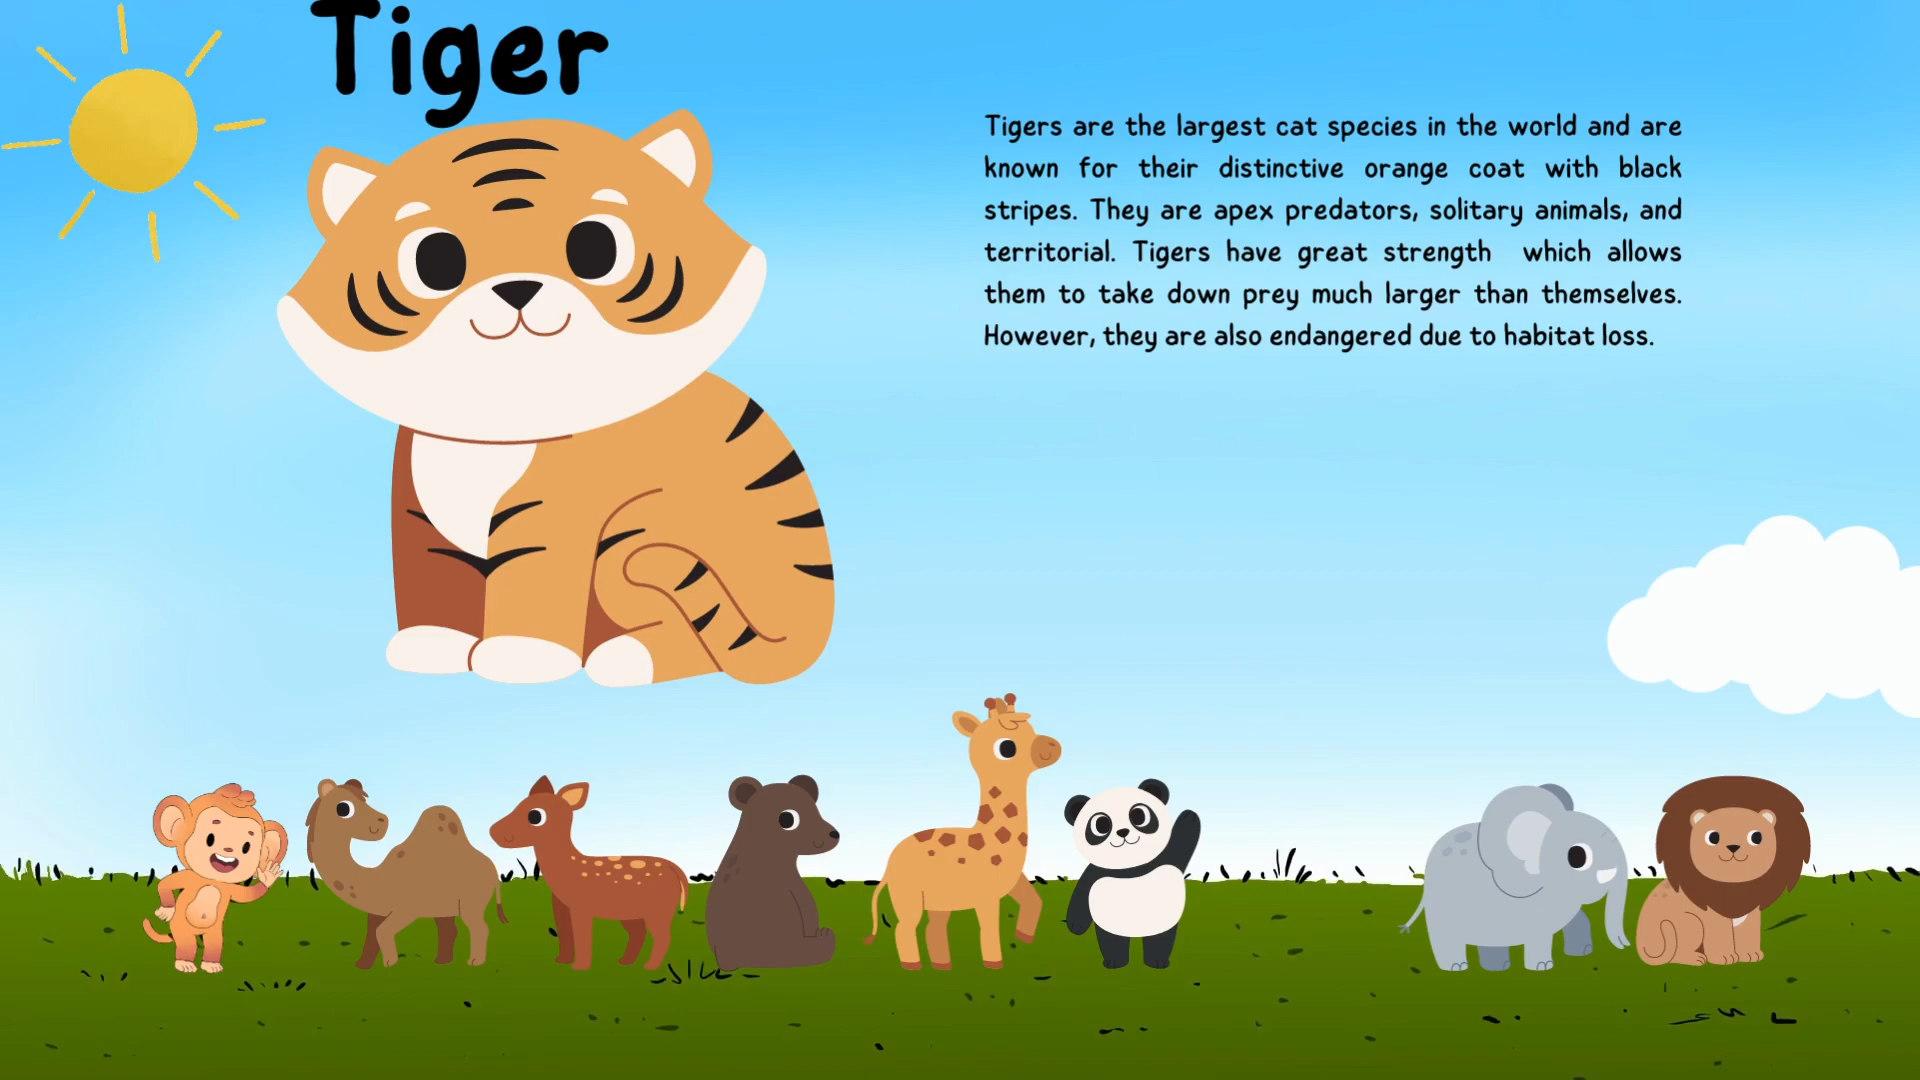 Tiger
Tigers are the largest cat species in the world and are
known for their distinctive orange coat with black
stripes. They are apex predators, solitary animals, and
territorial. Tigers have great strength which allows
them to take down prey much larger than themselves.
However, they are also endangered due to habitat loss.